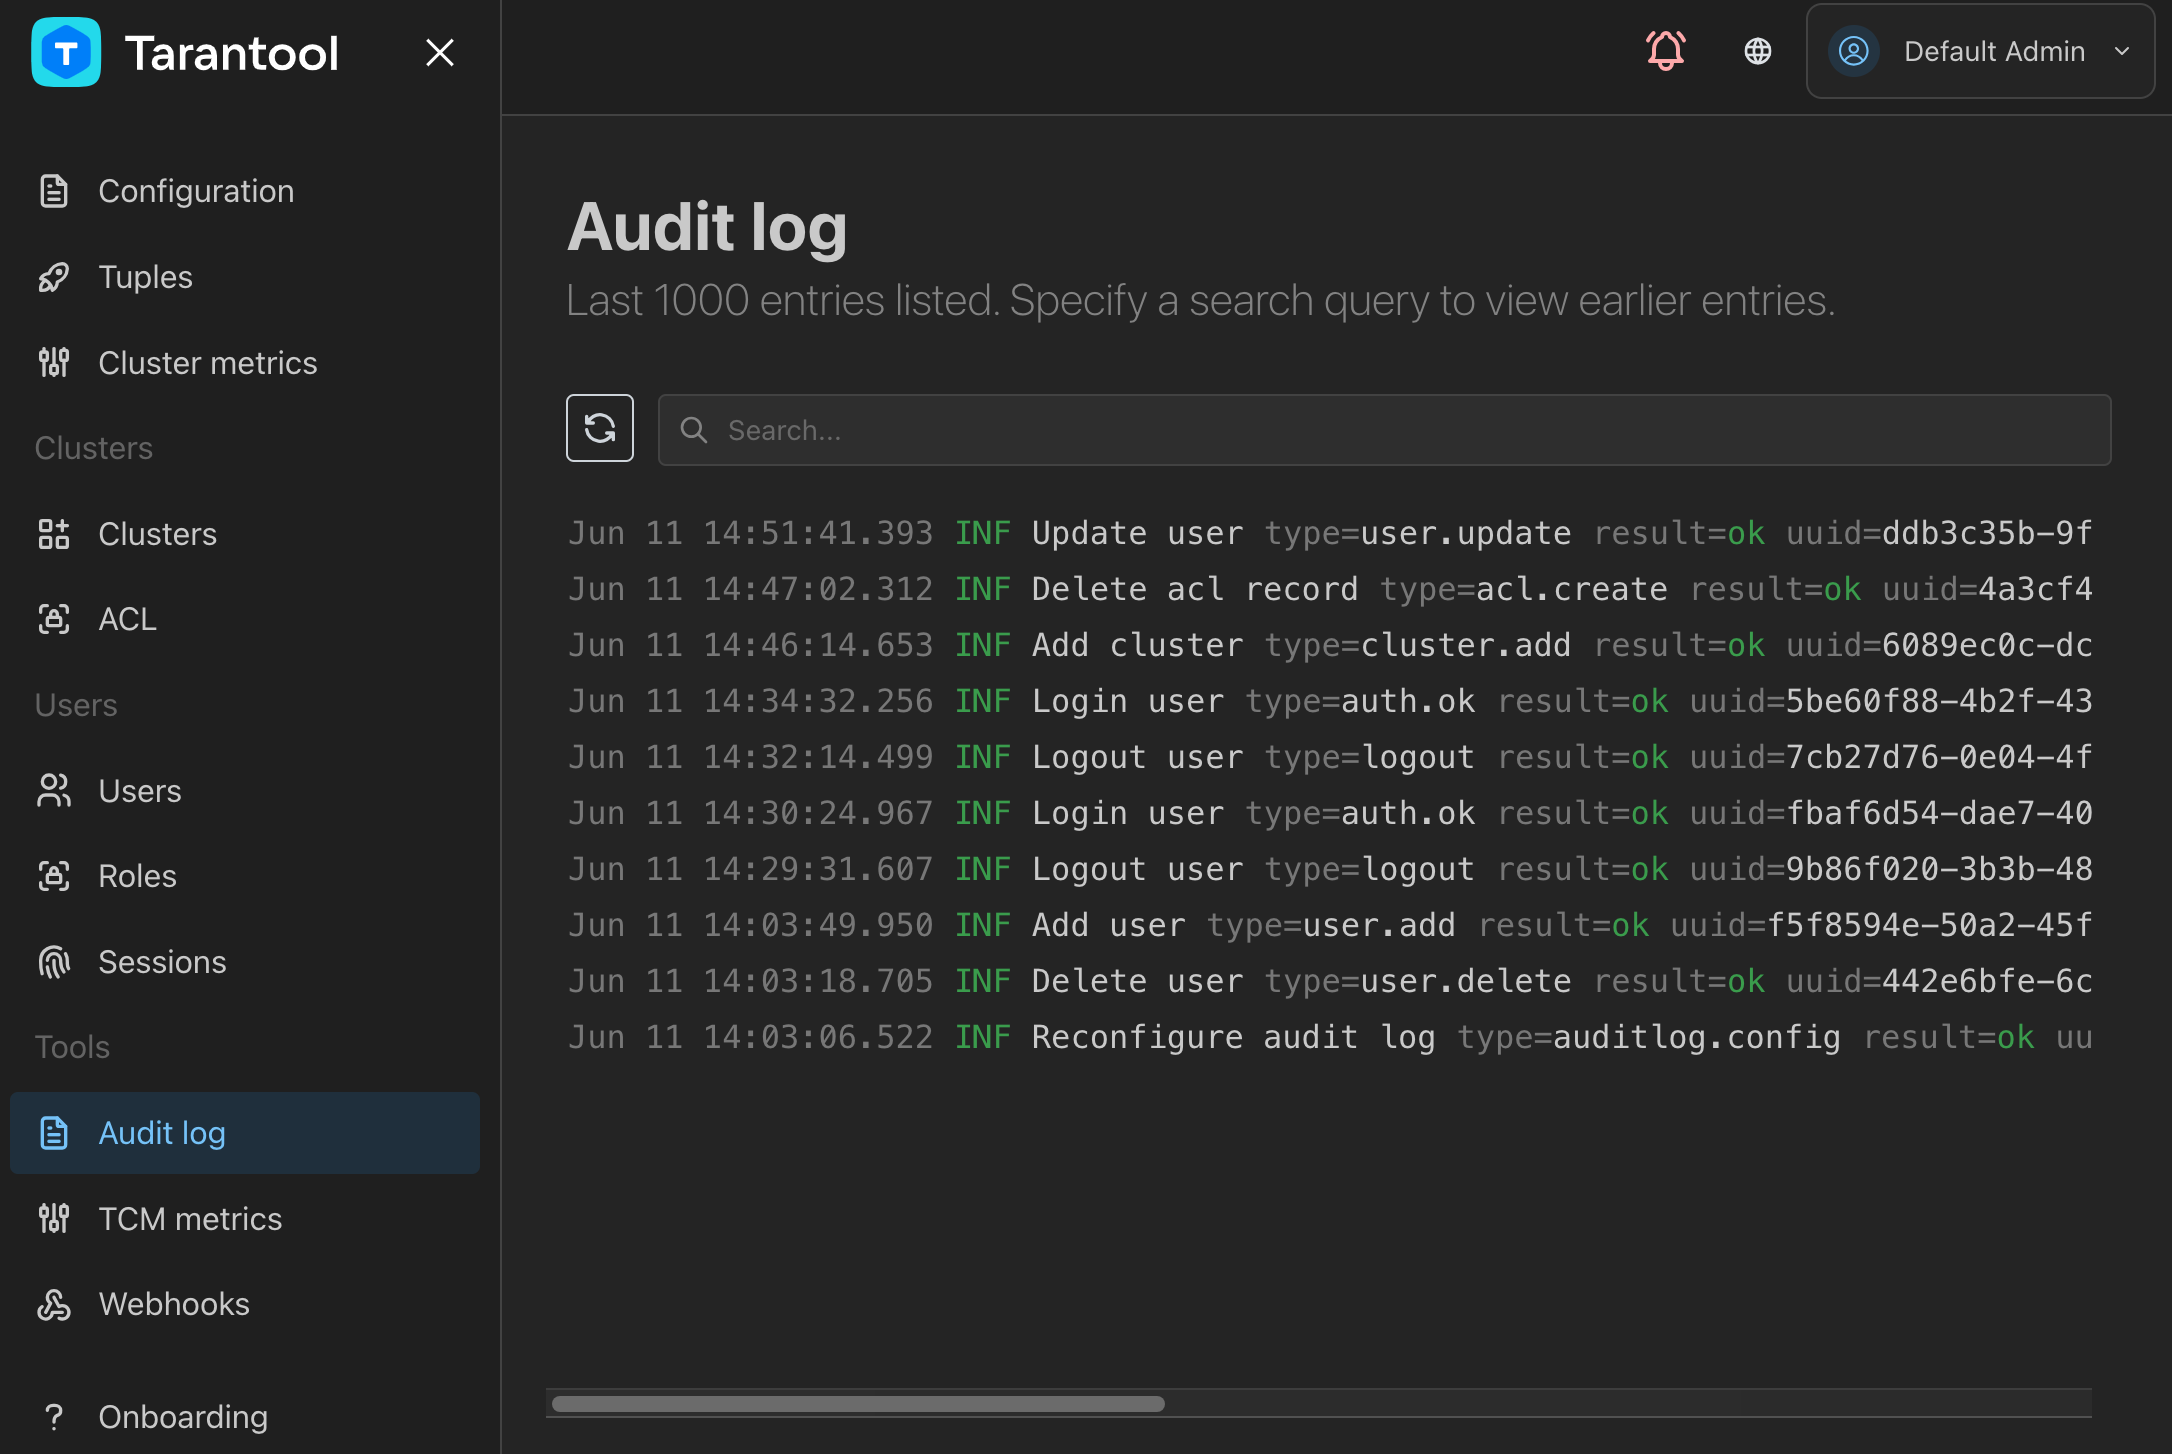 Tarantool
Default Admin
Configuration
Tuples
Cluster metrics
Clusters
Clusters
ACL
Users
Users
Roles
Sessions
Tools
Audit log
TCM metrics
Webhooks
Onboarding
Audit log
Last 1000 entries listed. Specify a search query to view earlier entries.
Search...
Jun 11 14:51:41.393 INF Update user type=user.update result=ok uuid=ddb3c35b-9f
Jun 11 14:47:02.312 INF Delete acl record type=acl.create result=ok uuid=4a3cf4
Jun 11 14:46:14.653 INF Add cluster type=cluster.add result=ok uuid=6089ec0c-dc
Jun 11 14:34:32.256 INF Login user type=auth.ok result=ok uuid=5be60f88-4b2f-43
Jun 11 14:32:14.499 INF Logout user type=logout result=ok uuid=7cb27d76-0e04-4f
Jun 11 14:30:24.967 INF Login user type=auth.ok result=ok uuid=fbaf6d54-dae7-40
Jun 11 14:29:31.607 INF Logout user type=logout result=ok uuid=9b86f020-3b3b-48
Jun 11 14:03:49.950 INF Add user type=user.add result=ok uuid=f5f8594e-50a2-45f
Jun 11 14:03:18.705 INF Delete user type=user.delete result=ok uuid=442e6bfe-6c
Jun 11 14:03:06.522 INF Reconfigure audit log type=auditlog.config result=ok uu